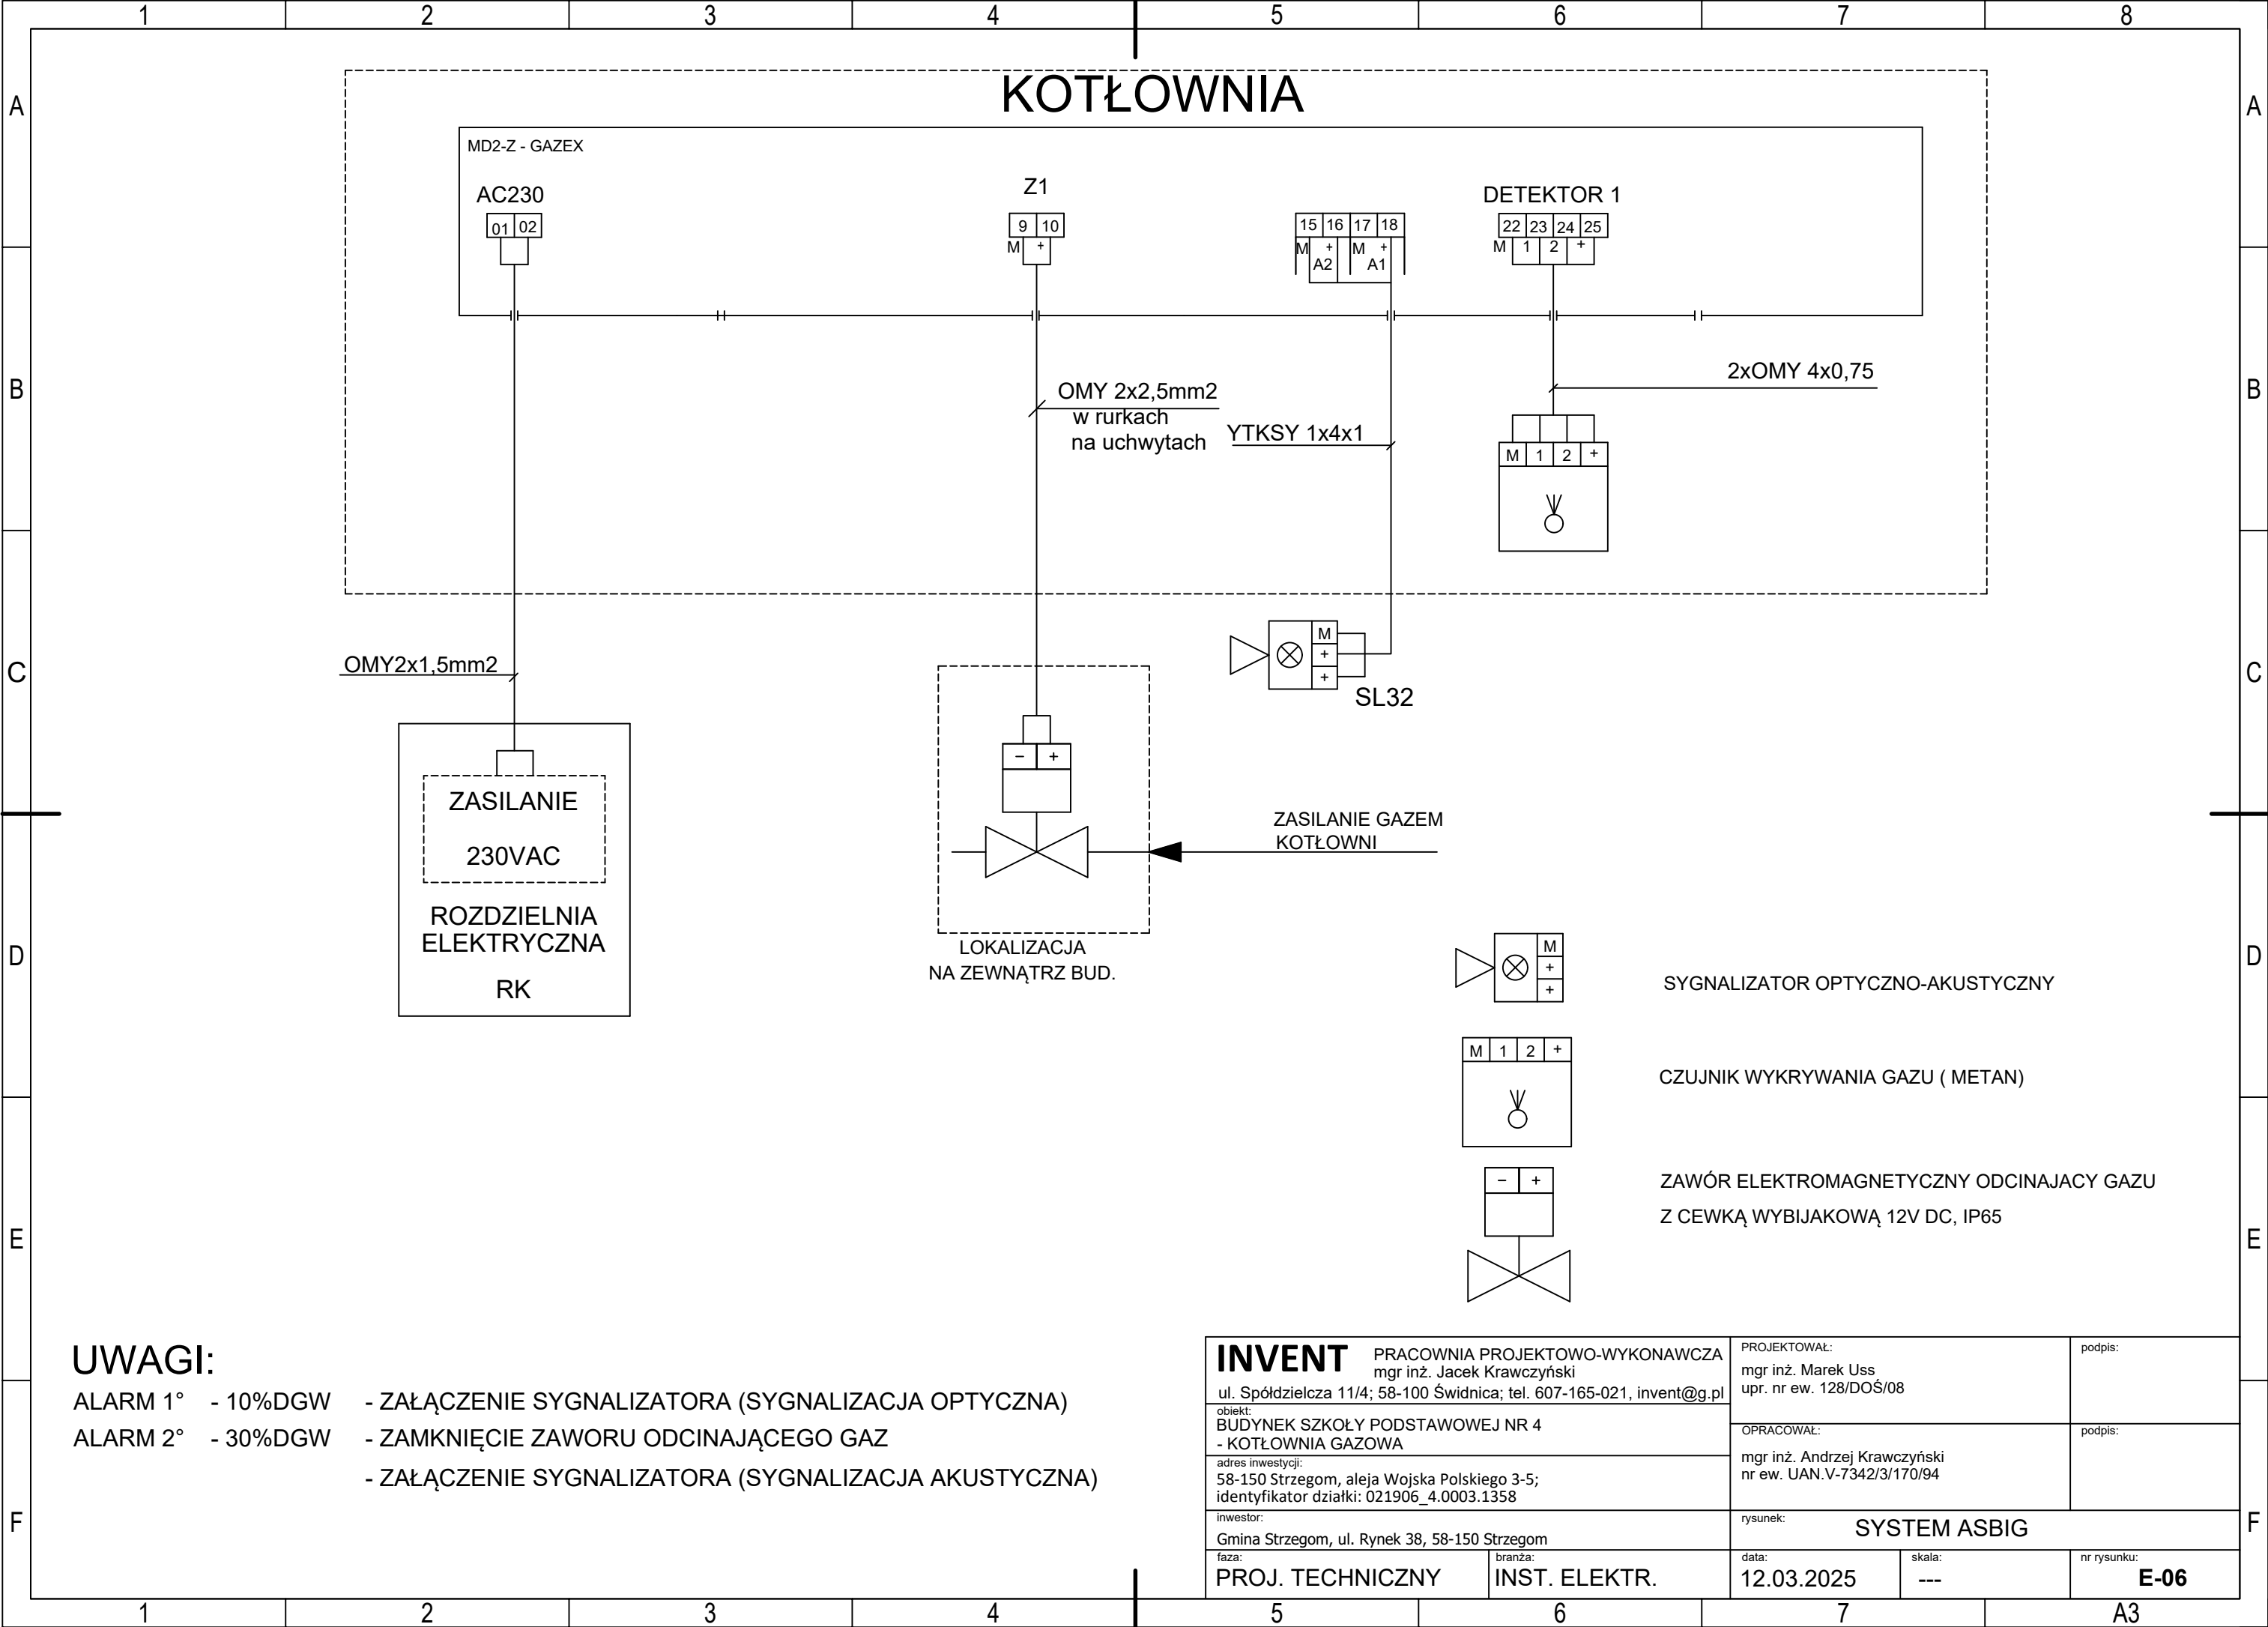 1 2 3 4 5 6 7 8
A A
B B
C C
D D
E E
F F
KOTŁOWNIA
MD2-Z - GAZEX
AC230
01 02
Z1
9 10
M +
15 16 17 18
M + M +
A2 A1
DETEKTOR 1
22 23 24 25
M 1 2 +
OMY 2x2,5mm2
w rurkach
na uchwytach
YTKSY 1x4x1
2xOMY 4x0,75
M 1 2 +
OMY2x1,5mm2
M
+
+
SL32
ZASILANIE
230VAC
ROZDZIELNIA
ELEKTRYCZNA
RK
− +
ZASILANIE GAZEM
KOTŁOWNI
LOKALIZACJA
NA ZEWNĄTRZ BUD.
M
+
+
SYGNALIZATOR OPTYCZNO-AKUSTYCZNY
M 1 2 +
CZUJNIK WYKRYWANIA GAZU ( METAN)
− +
ZAWÓR ELEKTROMAGNETYCZNY ODCINAJACY GAZU
Z CEWKĄ WYBIJAKOWĄ 12V DC, IP65
UWAGI:
ALARM 1° - 10%DGW - ZAŁĄCZENIE SYGNALIZATORA (SYGNALIZACJA OPTYCZNA)
ALARM 2° - 30%DGW - ZAMKNIĘCIE ZAWORU ODCINAJĄCEGO GAZ
- ZAŁĄCZENIE SYGNALIZATORA (SYGNALIZACJA AKUSTYCZNA)
INVENT PRACOWNIA PROJEKTOWO-WYKONAWCZA
mgr inż. Jacek Krawczyński
ul. Spółdzielcza 11/4; 58-100 Świdnica; tel. 607-165-021, invent@g.pl
obiekt:
BUDYNEK SZKOŁY PODSTAWOWEJ NR 4
- KOTŁOWNIA GAZOWA
adres inwestycji:
58-150 Strzegom, aleja Wojska Polskiego 3-5;
identyfikator działki: 021906_4.0003.1358
inwestor:
Gmina Strzegom, ul. Rynek 38, 58-150 Strzegom
faza:
PROJ. TECHNICZNY
branża:
INST. ELEKTR.
PROJEKTOWAŁ:
mgr inż. Marek Uss
upr. nr ew. 128/DOŚ/08
podpis:
OPRACOWAŁ:
mgr inż. Andrzej Krawczyński
nr ew. UAN.V-7342/3/170/94
podpis:
rysunek:
SYSTEM ASBIG
data:
12.03.2025
skala:
---
nr rysunku:
E-06
1 2 3 4 5 6 7 A3